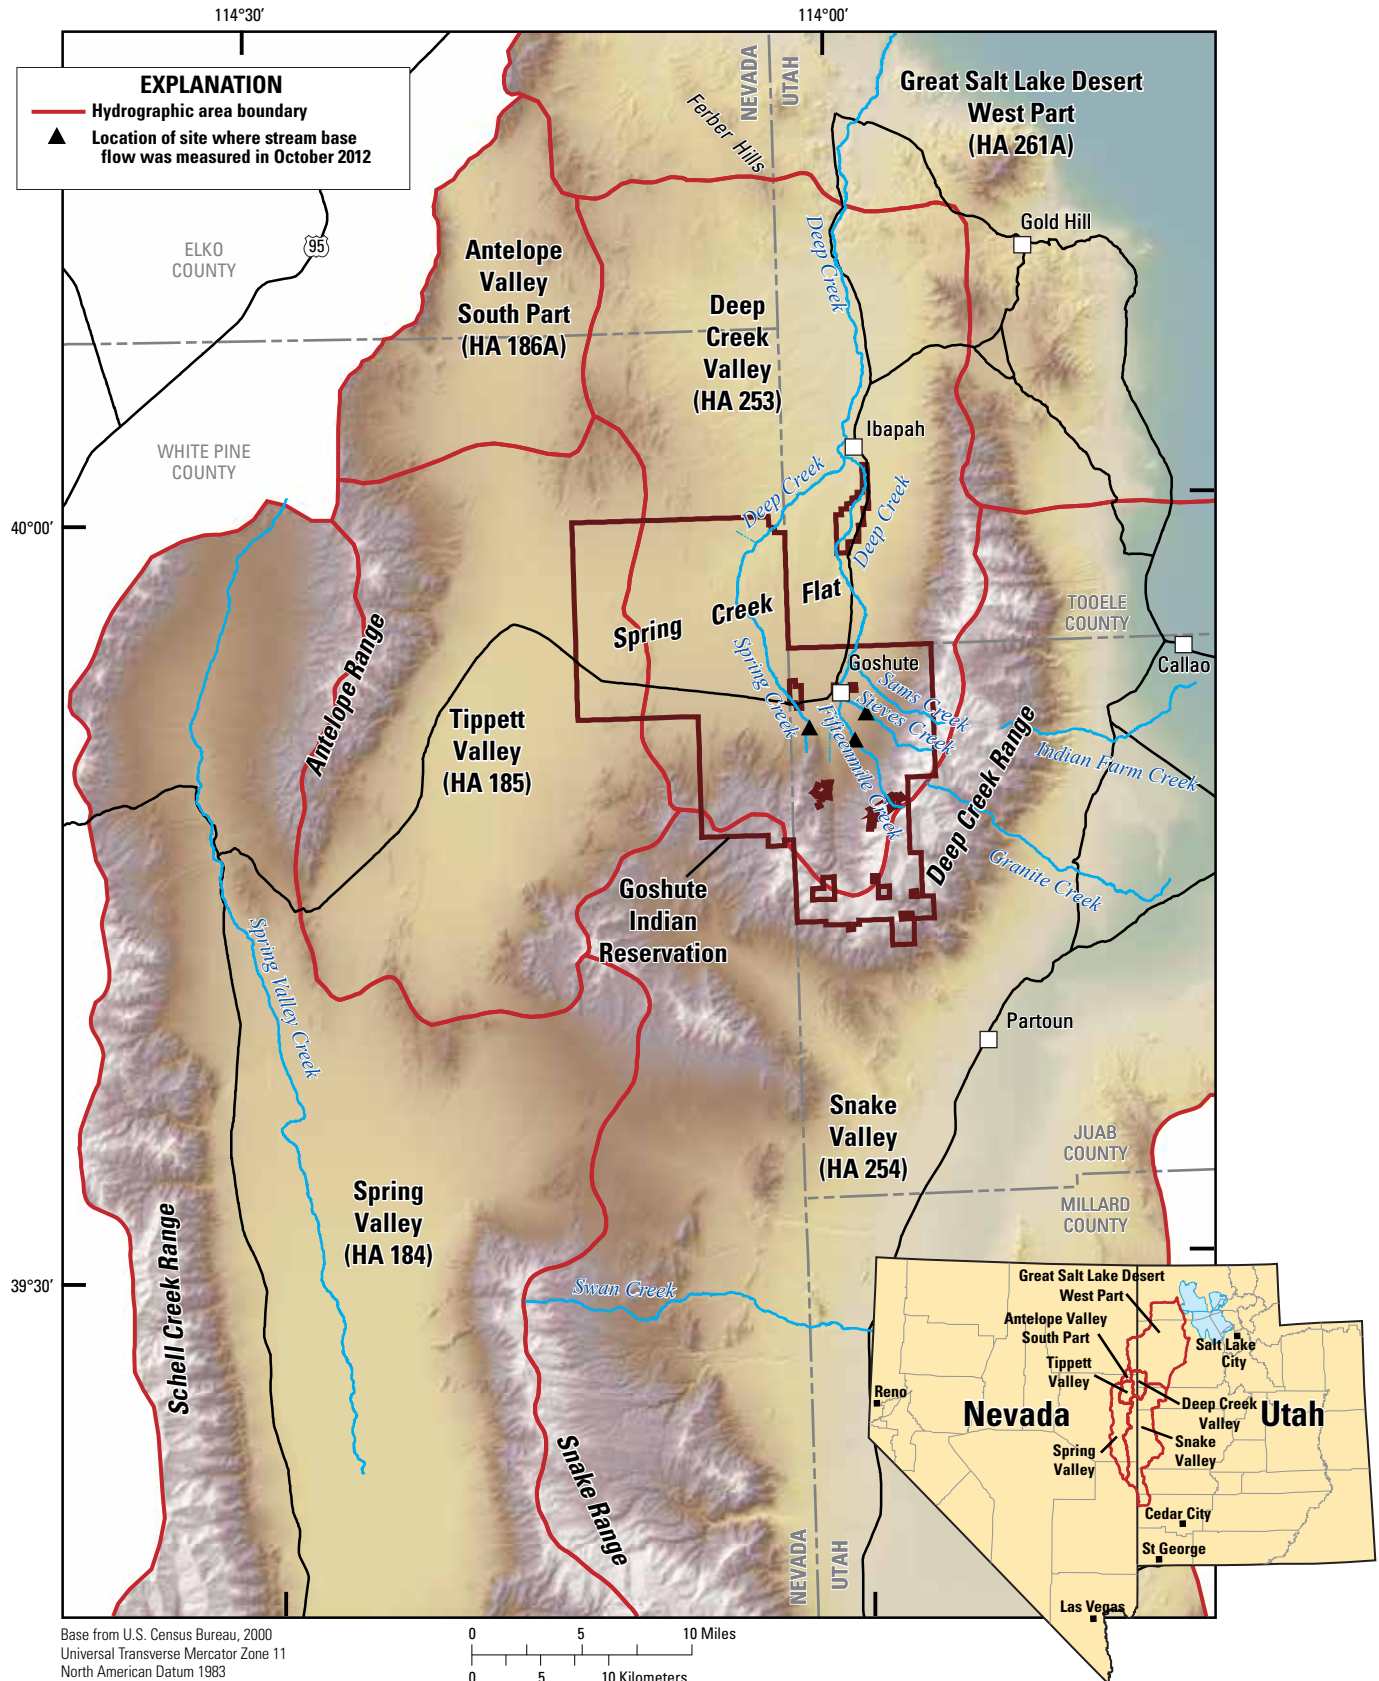 114°30'
114°00'
EXPLANATION
Hydrographic area boundary
Location of site where stream base
flow was measured in October 2012
NEVADA
UTAH
Great Salt Lake Desert
West Part
(HA 261A)
Ferber Hills
Gold Hill
95
ELKO
COUNTY
Antelope
Valley
South Part
(HA 186A)
Deep Creek
Deep
Creek
Valley
(HA 253)
Ibapah
WHITE PINE
COUNTY
Deep Creek
Deep Creek
40°00'
Spring Creek Flat
TOOELE
COUNTY
Callao
Antelope Range
Spring Creek
Goshute
Sams Creek
Steves Creek
Fifteenmile Creek
Indian Farm Creek
Tippett
Valley
(HA 185)
Deep Creek Range
Granite Creek
Goshute
Indian
Reservation
Spring Valley Creek
Partoun
Snake
Valley
(HA 254)
JUAB
COUNTY
MILLARD
COUNTY
Spring
Valley
(HA 184)
Schell Creek Range
39°30'
Swan Creek
Snake Range
NEVADA
UTAH
Great Salt Lake Desert
West Part
Antelope Valley
South Part
Salt Lake
City
Tippett
Valley
Reno
Deep Creek
Valley
Nevada
Utah
Spring
Valley
Snake
Valley
Cedar City
St George
Las Vegas
Base from U.S. Census Bureau, 2000
Universal Transverse Mercator Zone 11
North American Datum 1983
0 5 10 Miles
0 5 10 Kilometers